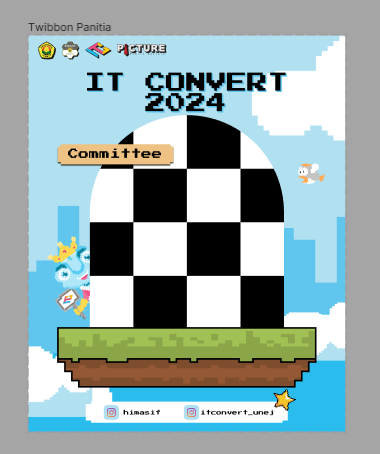 Twibbon Panitia
PICTURE
IT CONVERT
2024
Committee
himasif
itconvert_unej